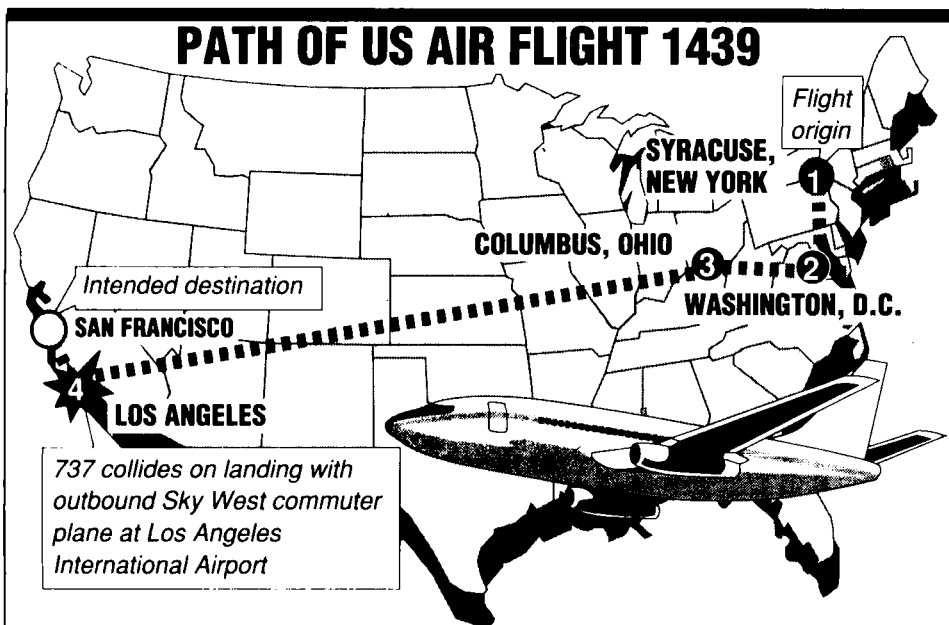 PATH OF US AIR FLIGHT 1439
Flight
origin
SYRACUSE,
NEW YORK
1
COLUMBUS, OHIO
3
2
WASHINGTON, D.C.
Intended destination
SAN FRANCISCO
4
LOS ANGELES
737 collides on landing with
outbound Sky West commuter
plane at Los Angeles
International Airport